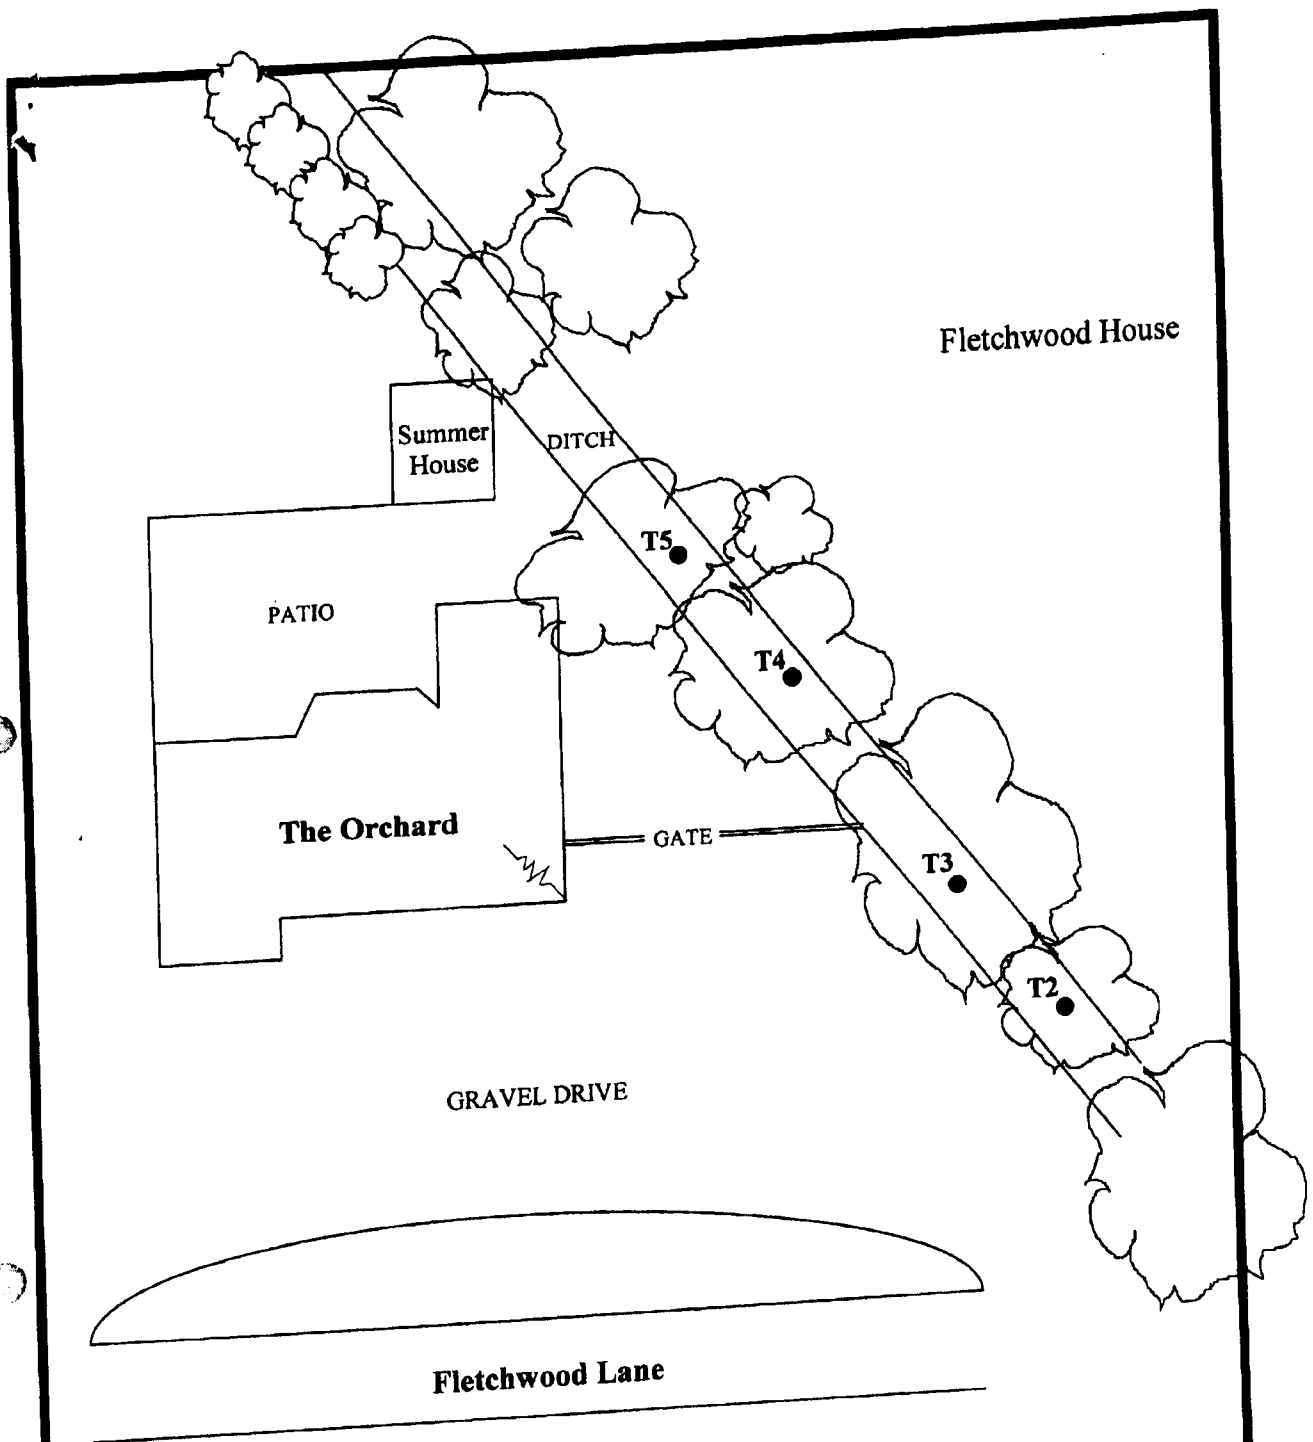 Fletchwood House
Summer
House
DITCH
T5
PATIO
T4
The Orchard
GATE
T3
T2
GRAVEL DRIVE
Fletchwood Lane